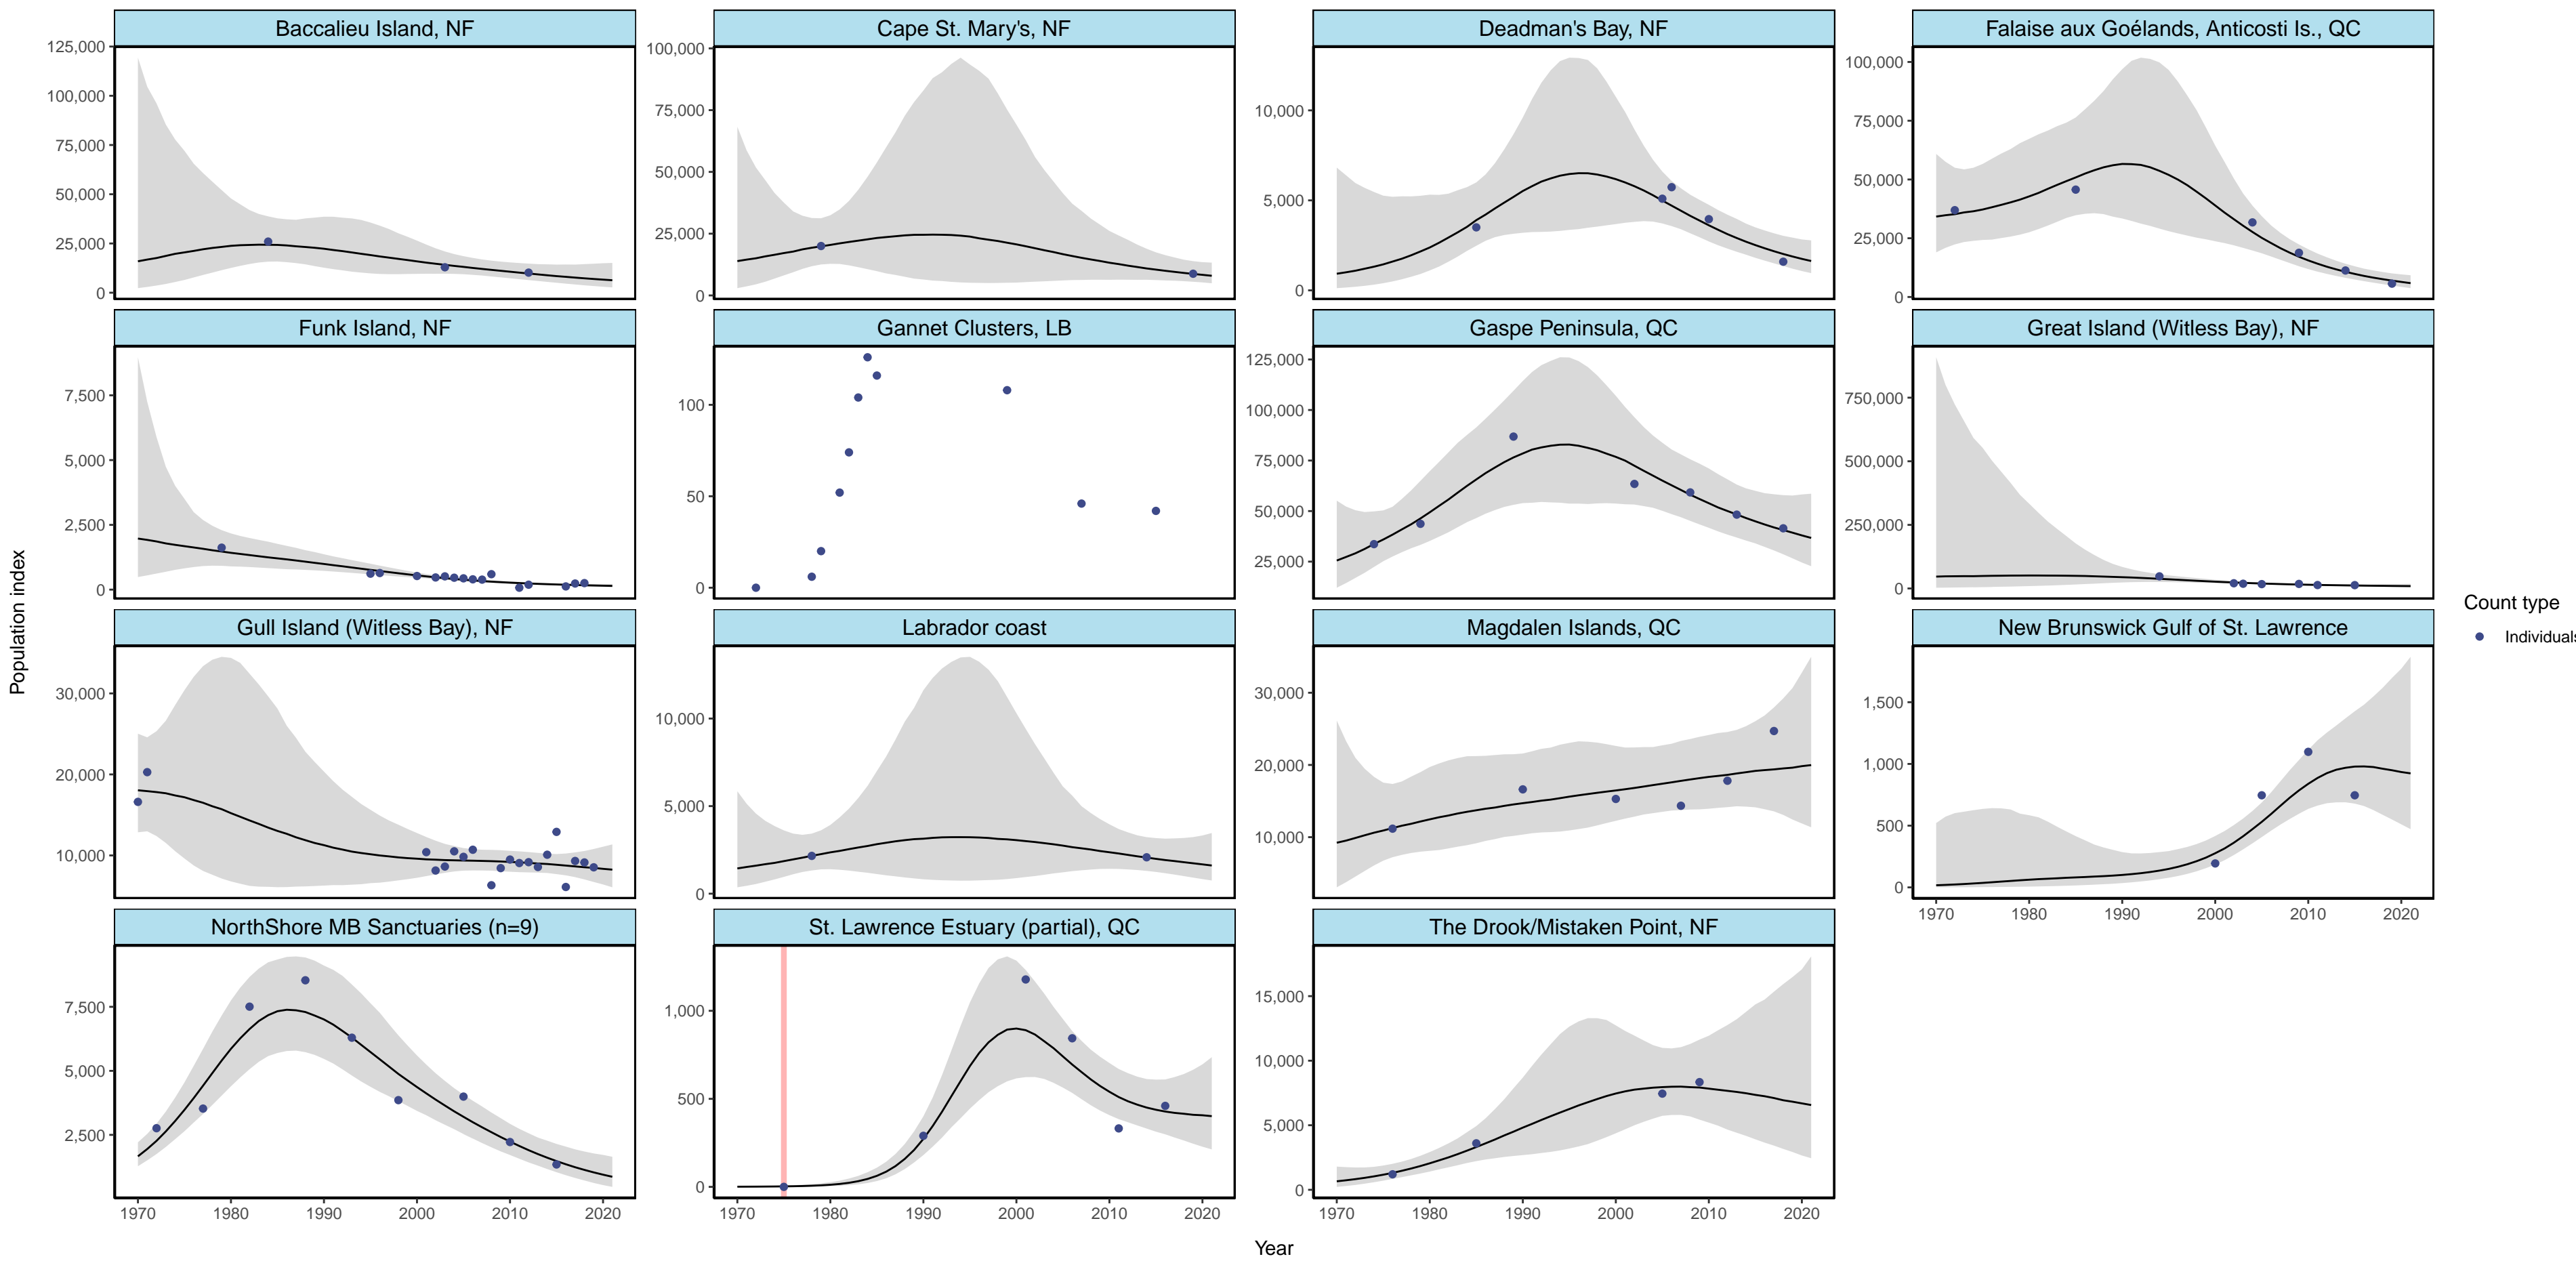 Baccalieu Island, NF
Cape St. Mary's, NF
Deadman's Bay, NF
Falaise aux Goélands, Anticosti Is., QC
125,000
100,000
75,000
50,000
25,000
0
100,000
75,000
50,000
25,000
0
10,000
5,000
0
100,000
75,000
50,000
25,000
0
Funk Island, NF
Gannet Clusters, LB
Gaspe Peninsula, QC
Great Island (Witless Bay), NF
7,500
5,000
2,500
0
100
50
0
125,000
100,000
75,000
50,000
25,000
750,000
500,000
250,000
0
Population index
Gull Island (Witless Bay), NF
Labrador coast
Magdalen Islands, QC
New Brunswick Gulf of St. Lawrence
30,000
20,000
10,000
10,000
5,000
0
30,000
20,000
10,000
1,500
1,000
500
0
1970 1980 1990 2000 2010 2020
NorthShore MB Sanctuaries (n=9)
St. Lawrence Estuary (partial), QC
The Drook/Mistaken Point, NF
7,500
5,000
2,500
1,000
500
0
15,000
10,000
5,000
0
1970 1980 1990 2000 2010 2020
1970 1980 1990 2000 2010 2020
1970 1980 1990 2000 2010 2020
Year
Count type
Individuals